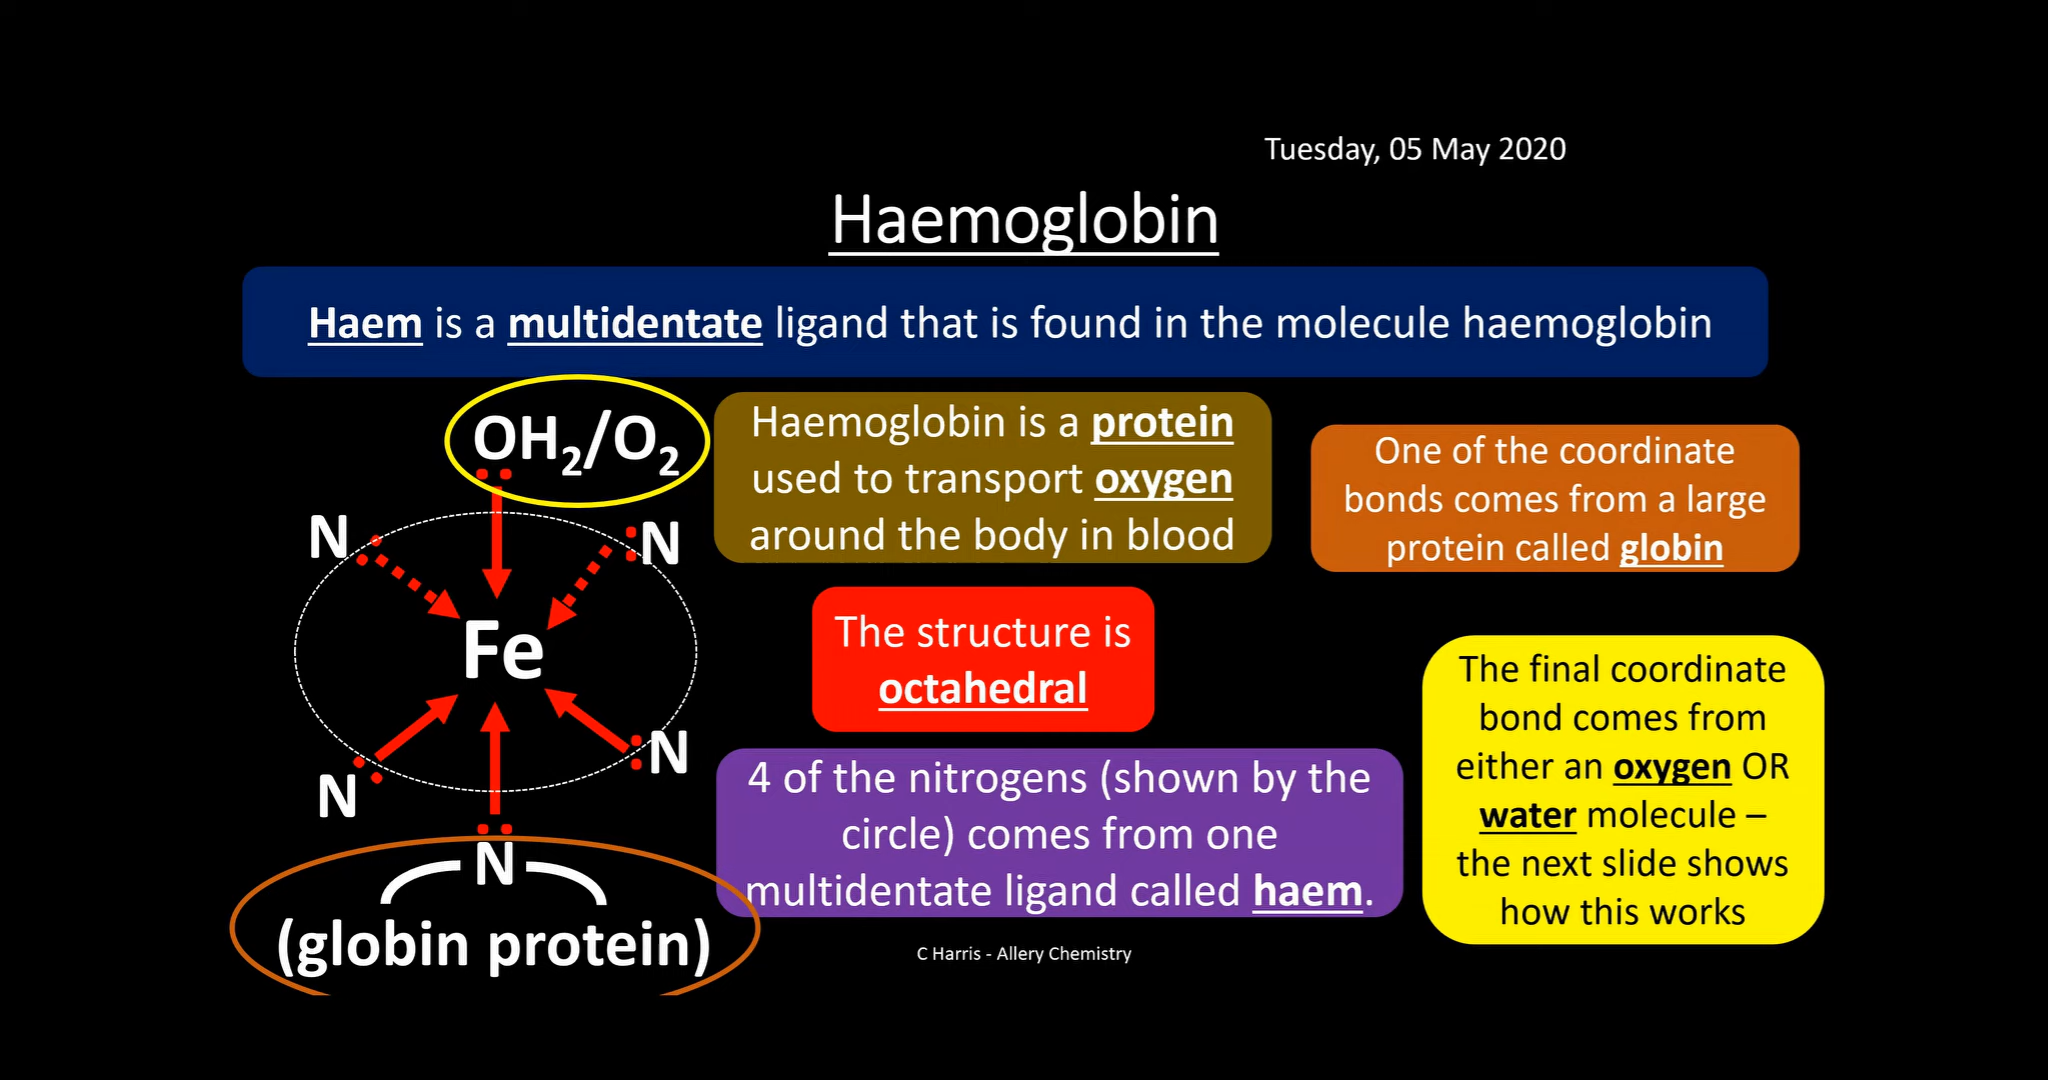 Tuesday, 05 May 2020
Haemoglobin
Haem is a multidentate ligand that is found in the molecule haemoglobin
OH₂/O₂
N
N
Fe
N
N
N
(globin protein)
Haemoglobin is a protein
used to transport oxygen
around the body in blood
One of the coordinate
bonds comes from a large
protein called globin
The structure is
octahedral
4 of the nitrogens (shown by the
circle) comes from one
multidentate ligand called haem.
The final coordinate
bond comes from
either an oxygen OR
water molecule –
the next slide shows
how this works
C Harris - Allery Chemistry